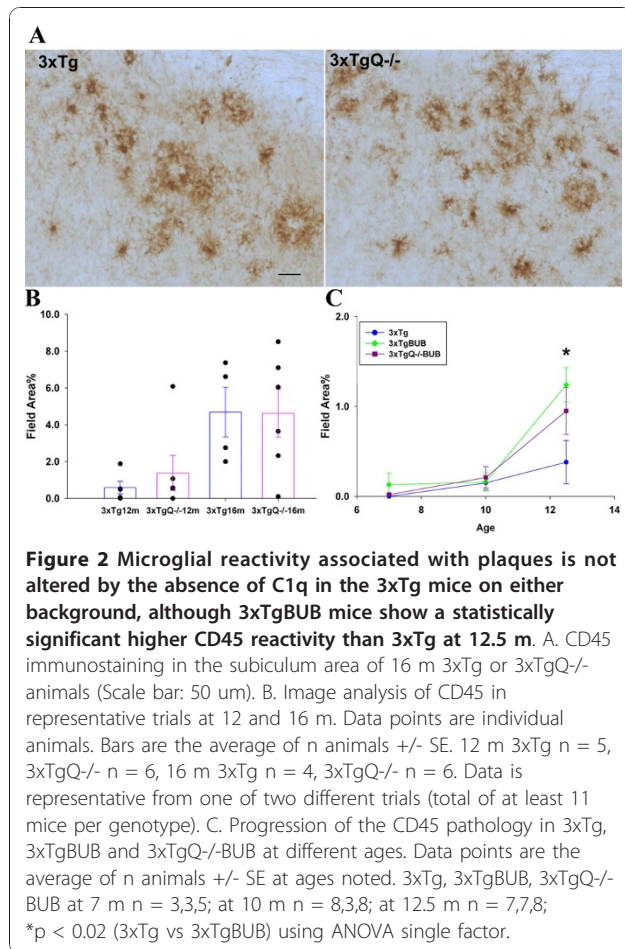 A
3xTg
3xTgQ-/-
B
C
10.0
8.0
6.0
4.0
2.0
0.0
Field Area%
3xTg12m
3xTgQ-/-12m
3xTg16m
3xTgQ-/-16m
2.0
1.0
0.0
Field Area%
3xTg
3xTgBUB
3xTgQ-/-BUB
*
6
8
10
12
14
Age
Figure 2 Microglial reactivity associated with plaques is not
altered by the absence of C1q in the 3xTg mice on either
background, although 3xTgBUB mice show a statistically
significant higher CD45 reactivity than 3xTg at 12.5 m. A. CD45
immunostaining in the subiculum area of 16 m 3xTg or 3xTgQ-/-
animals (Scale bar: 50 um). B. Image analysis of CD45 in
representative trials at 12 and 16 m. Data points are individual
animals. Bars are the average of n animals +/- SE. 12 m 3xTg n = 5,
3xTgQ-/- n = 6, 16 m 3xTg n = 4, 3xTgQ-/- n = 6. Data is
representative from one of two different trials (total of at least 11
mice per genotype). C. Progression of the CD45 pathology in 3xTg,
3xTgBUB and 3xTgQ-/-BUB at different ages. Data points are the
average of n animals +/- SE at ages noted. 3xTg, 3xTgBUB, 3xTgQ-/-
BUB at 7 m n = 3,3,5; at 10 m n = 8,3,8; at 12.5 m n = 7,7,8;
*p < 0.02 (3xTg vs 3xTgBUB) using ANOVA single factor.